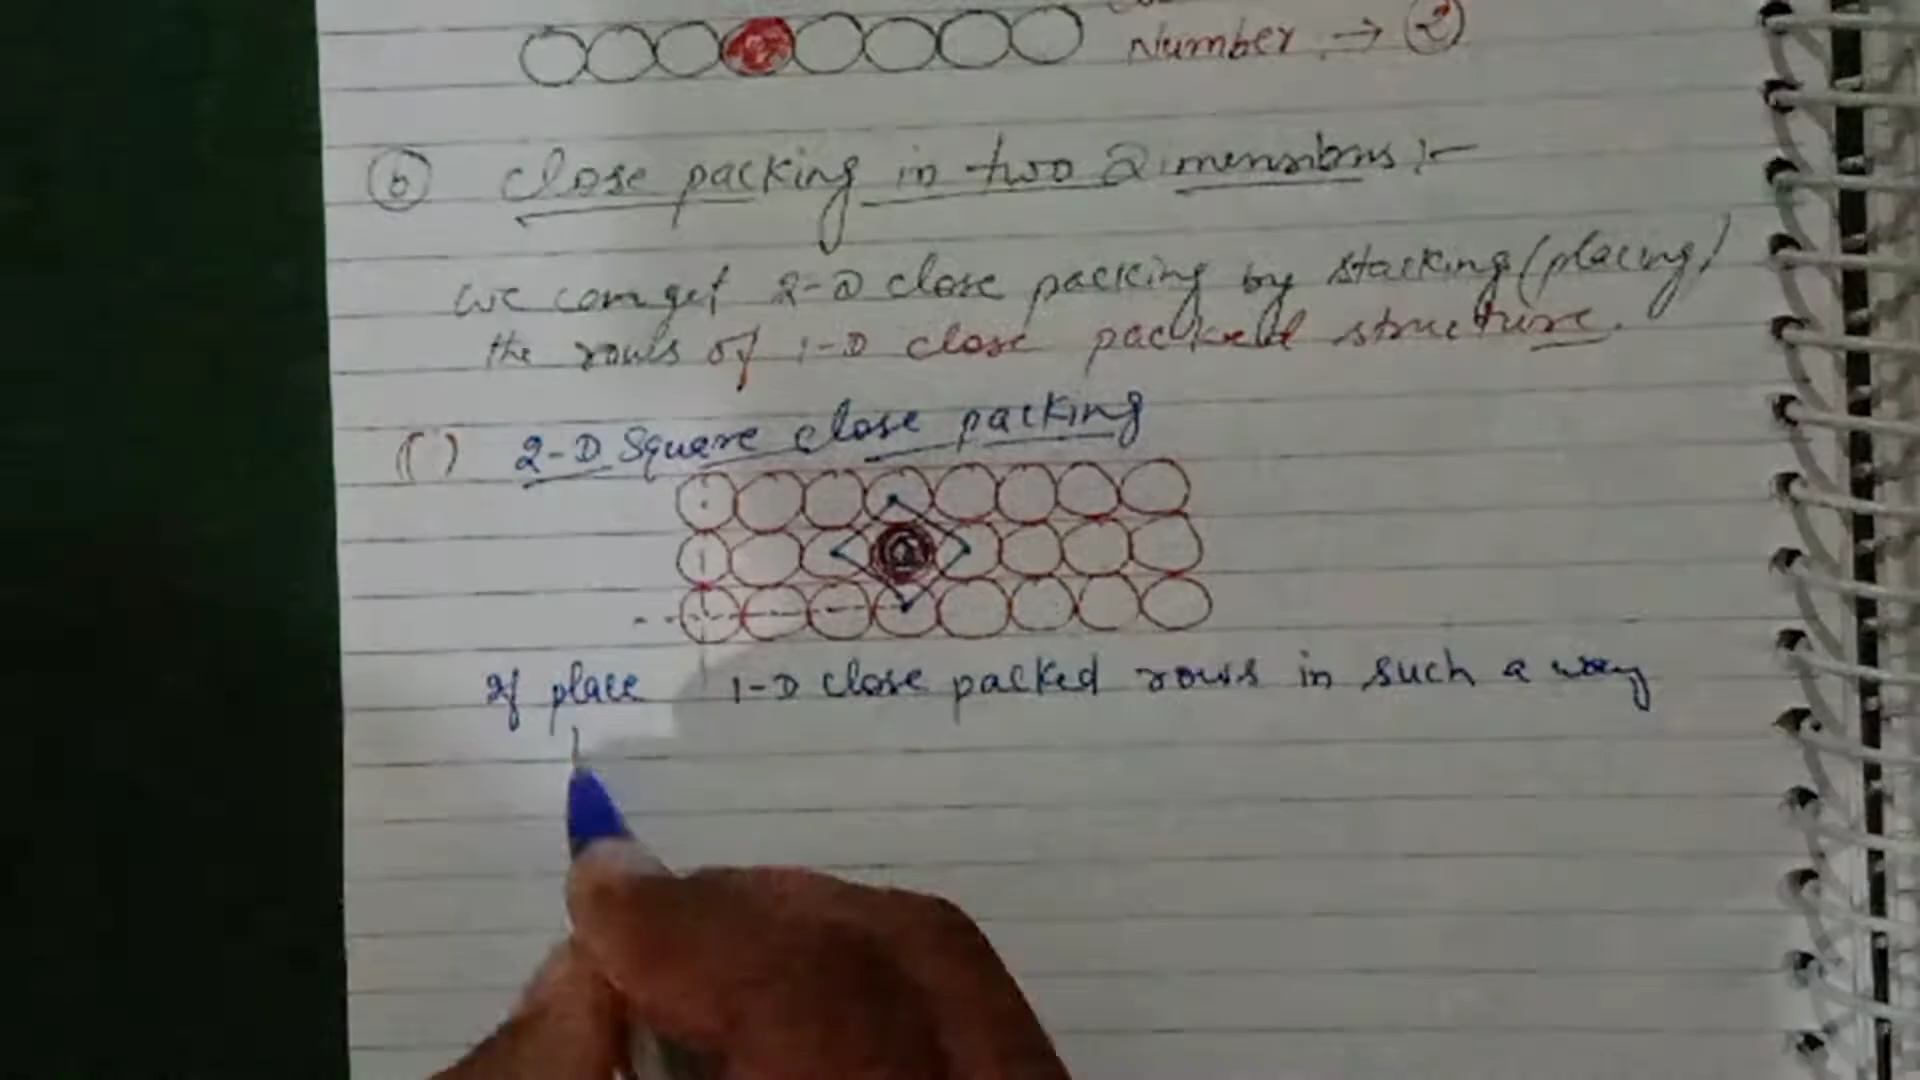 Number → 2
(b) Close packing in two Dimensions:-
we can get 2-D close packing by stacking (placing)
the rows of 1-D close packed structure.
( ) 2-D Square close packing
a
If place 1-D close packed rows in such a way